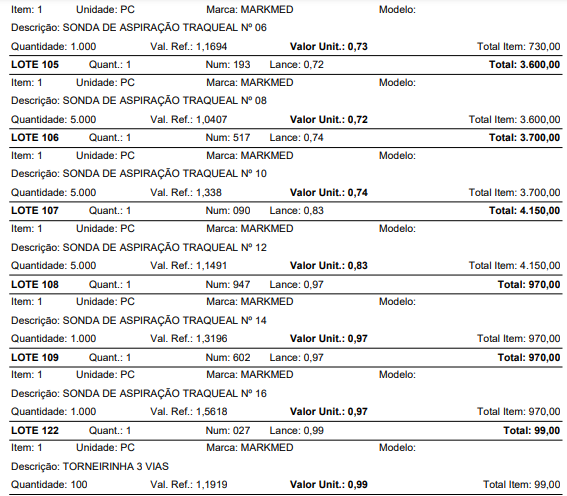 Item: 1 Unidade: PC Marca: MARKMED Modelo:
Descrição: SONDA DE ASPIRAÇÃO TRAQUEAL Nº 06
Quantidade: 1.000 Val. Ref.: 1,1694 Valor Unit.: 0,73 Total Item: 730,00
LOTE 105 Quant.: 1 Num: 193 Lance: 0,72 Total: 3.600,00
Item: 1 Unidade: PC Marca: MARKMED Modelo:
Descrição: SONDA DE ASPIRAÇÃO TRAQUEAL Nº 08
Quantidade: 5.000 Val. Ref.: 1,0407 Valor Unit.: 0,72 Total Item: 3.600,00
LOTE 106 Quant.: 1 Num: 517 Lance: 0,74 Total: 3.700,00
Item: 1 Unidade: PC Marca: MARKMED Modelo:
Descrição: SONDA DE ASPIRAÇÃO TRAQUEAL Nº 10
Quantidade: 5.000 Val. Ref.: 1,338 Valor Unit.: 0,74 Total Item: 3.700,00
LOTE 107 Quant.: 1 Num: 090 Lance: 0,83 Total: 4.150,00
Item: 1 Unidade: PC Marca: MARKMED Modelo:
Descrição: SONDA DE ASPIRAÇÃO TRAQUEAL Nº 12
Quantidade: 5.000 Val. Ref.: 1,1491 Valor Unit.: 0,83 Total Item: 4.150,00
LOTE 108 Quant.: 1 Num: 947 Lance: 0,97 Total: 970,00
Item: 1 Unidade: PC Marca: MARKMED Modelo:
Descrição: SONDA DE ASPIRAÇÃO TRAQUEAL Nº 14
Quantidade: 1.000 Val. Ref.: 1,3196 Valor Unit.: 0,97 Total Item: 970,00
LOTE 109 Quant.: 1 Num: 602 Lance: 0,97 Total: 970,00
Item: 1 Unidade: PC Marca: MARKMED Modelo:
Descrição: SONDA DE ASPIRAÇÃO TRAQUEAL Nº 16
Quantidade: 1.000 Val. Ref.: 1,5618 Valor Unit.: 0,97 Total Item: 970,00
LOTE 122 Quant.: 1 Num: 027 Lance: 0,99 Total: 99,00
Item: 1 Unidade: PC Marca: MARKMED Modelo:
Descrição: TORNEIRINHA 3 VIAS
Quantidade: 100 Val. Ref.: 1,1919 Valor Unit.: 0,99 Total Item: 99,00